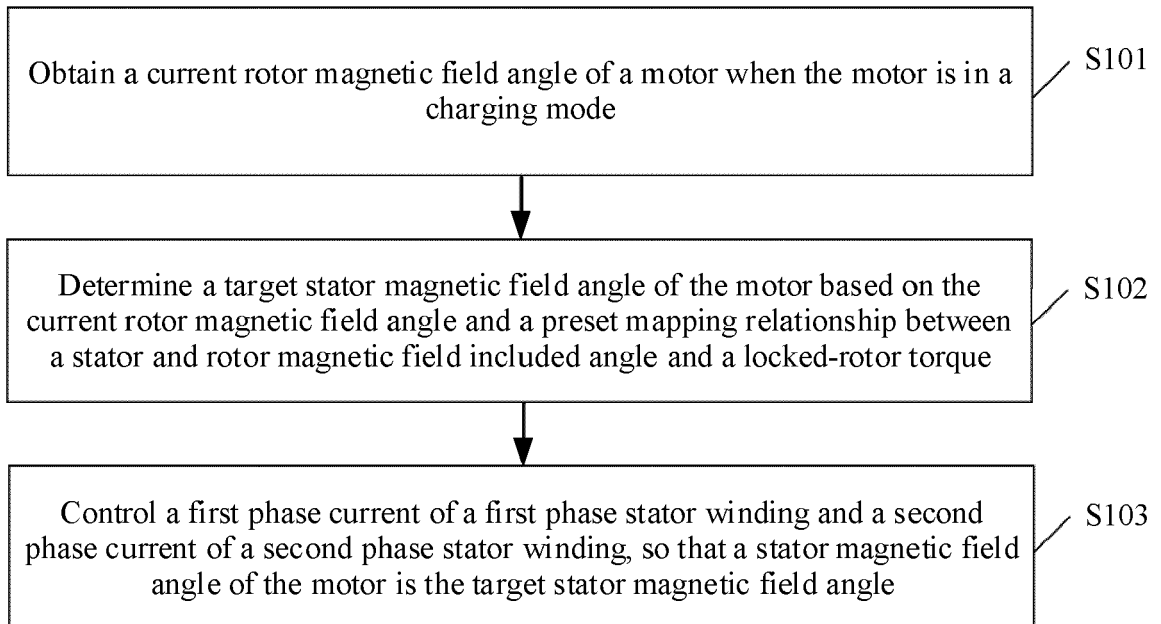 Obtain a current rotor magnetic field angle of a motor when the motor is in a
charging mode
S101
Determine a target stator magnetic field angle of the motor based on the
current rotor magnetic field angle and a preset mapping relationship between
a stator and rotor magnetic field included angle and a locked-rotor torque
S102
Control a first phase current of a first phase stator winding and a second
phase current of a second phase stator winding, so that a stator magnetic field
angle of the motor is the target stator magnetic field angle
S103